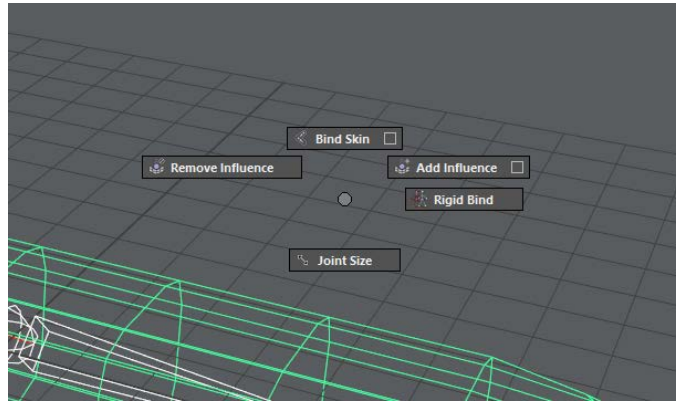 Bind Skin
Remove Influence
Add Influence
Rigid Bind
Joint Size